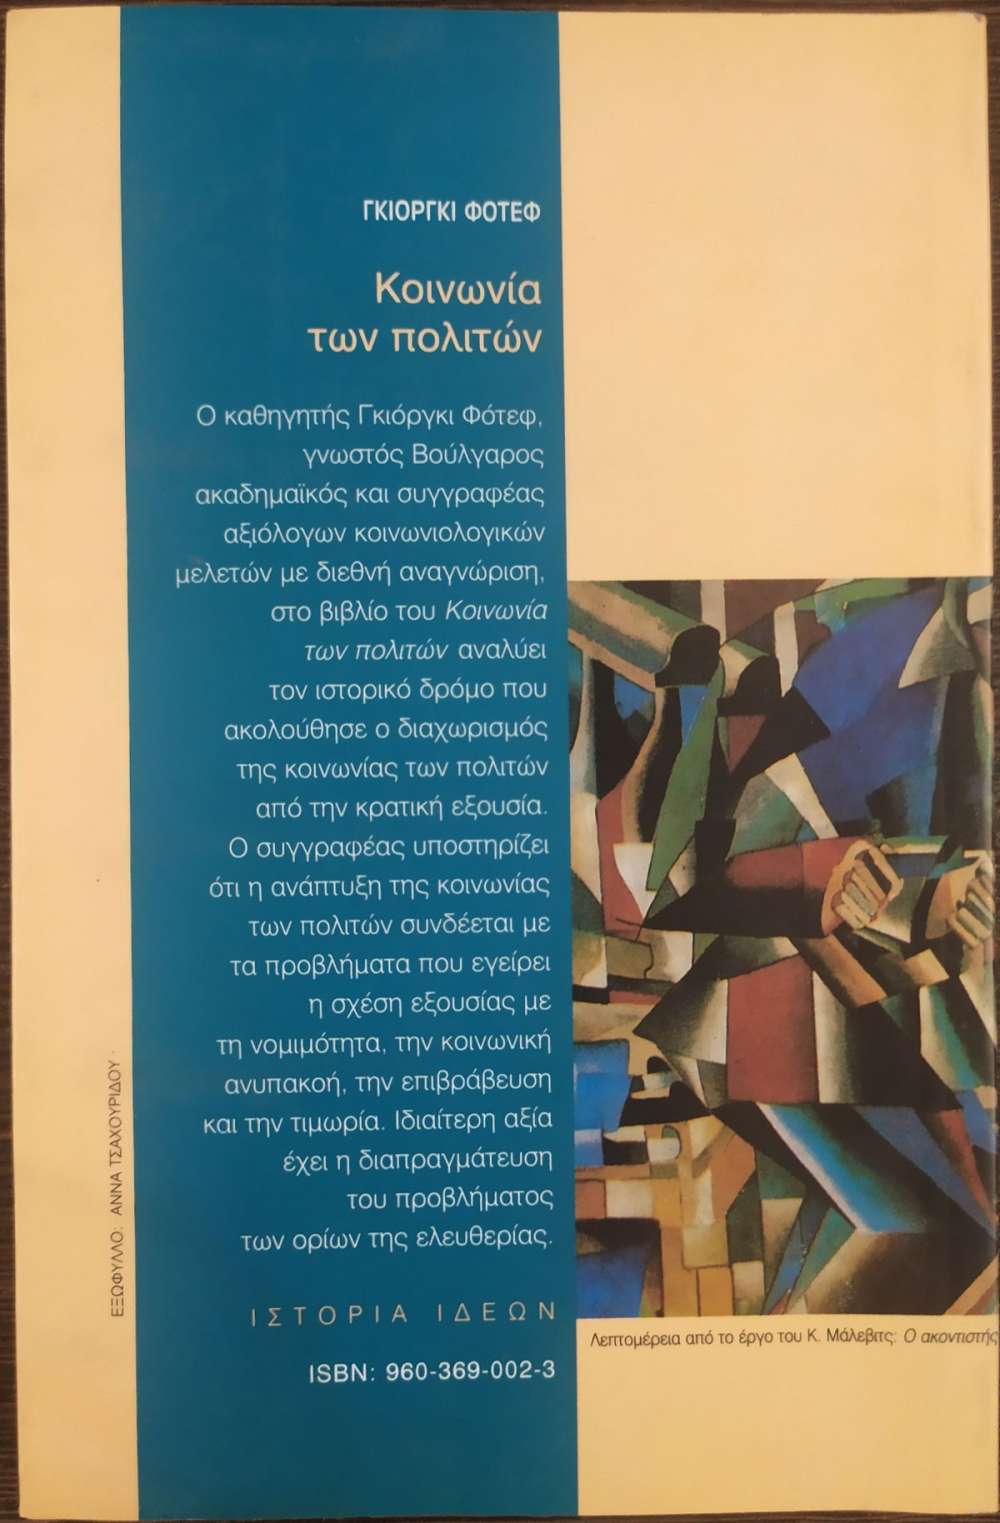 ΓΚΙΟΡΓΚΙ ΦΟΤΕΦ
Κοινωνία
των πολιτών
Ο καθηγητής Γκιόργκι Φότεφ,
γνωστός Βούλγαρος
ακαδημαϊκός και συγγραφέας
αξιόλογων κοινωνιολογικών
μελετών με διεθνή αναγνώριση,
στο βιβλίο του Κοινωνία
των πολιτών αναλύει
τον ιστορικό δρόμο που
ακολούθησε ο διαχωρισμός
της κοινωνίας των πολιτών
από την κρατική εξουσία.
Ο συγγραφέας υποστηρίζει
ότι η ανάπτυξη της κοινωνίας
των πολιτών συνδέεται με
τα προβλήματα που εγείρει
η σχέση εξουσίας με
τη νομιμότητα, την κοινωνική
ανυπακοή, την επιβράβευση
και την τιμωρία. Ιδιαίτερη αξία
έχει η διαπραγμάτευση
του προβλήματος
των ορίων της ελευθερίας.
ΙΣΤΟΡΙΑ ΙΔΕΩΝ
ISBN: 960-369-002-3
Λεπτομέρεια από το έργο του Κ. Μάλεβιτς: Ο ακοντιστής
ΕΞΩΦΥΛΛΟ: ΑΝΝΑ ΤΣΑΧΟΥΡΙΔΟΥ